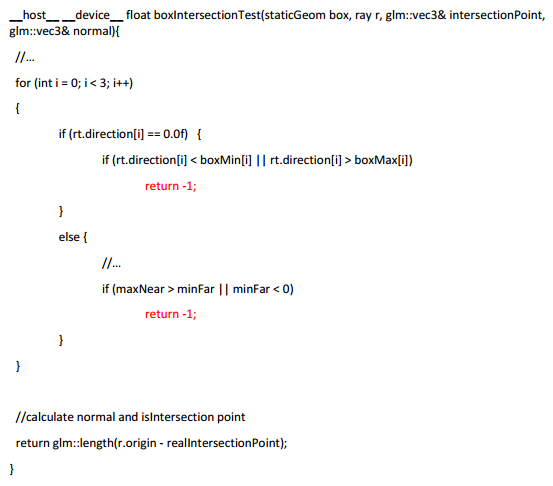 __host__ __device__ float boxIntersectionTest(staticGeom box, ray r, glm::vec3& intersectionPoint,
glm::vec3& normal){
//…
for (int i = 0; i < 3; i++)
{
if (rt.direction[i] == 0.0f) {
if (rt.direction[i] < boxMin[i] || rt.direction[i] > boxMax[i])
return -1;
}
else {
//…
if (maxNear > minFar || minFar < 0)
return -1;
}
}
//calculate normal and isIntersection point
return glm::length(r.origin - realIntersectionPoint);
}